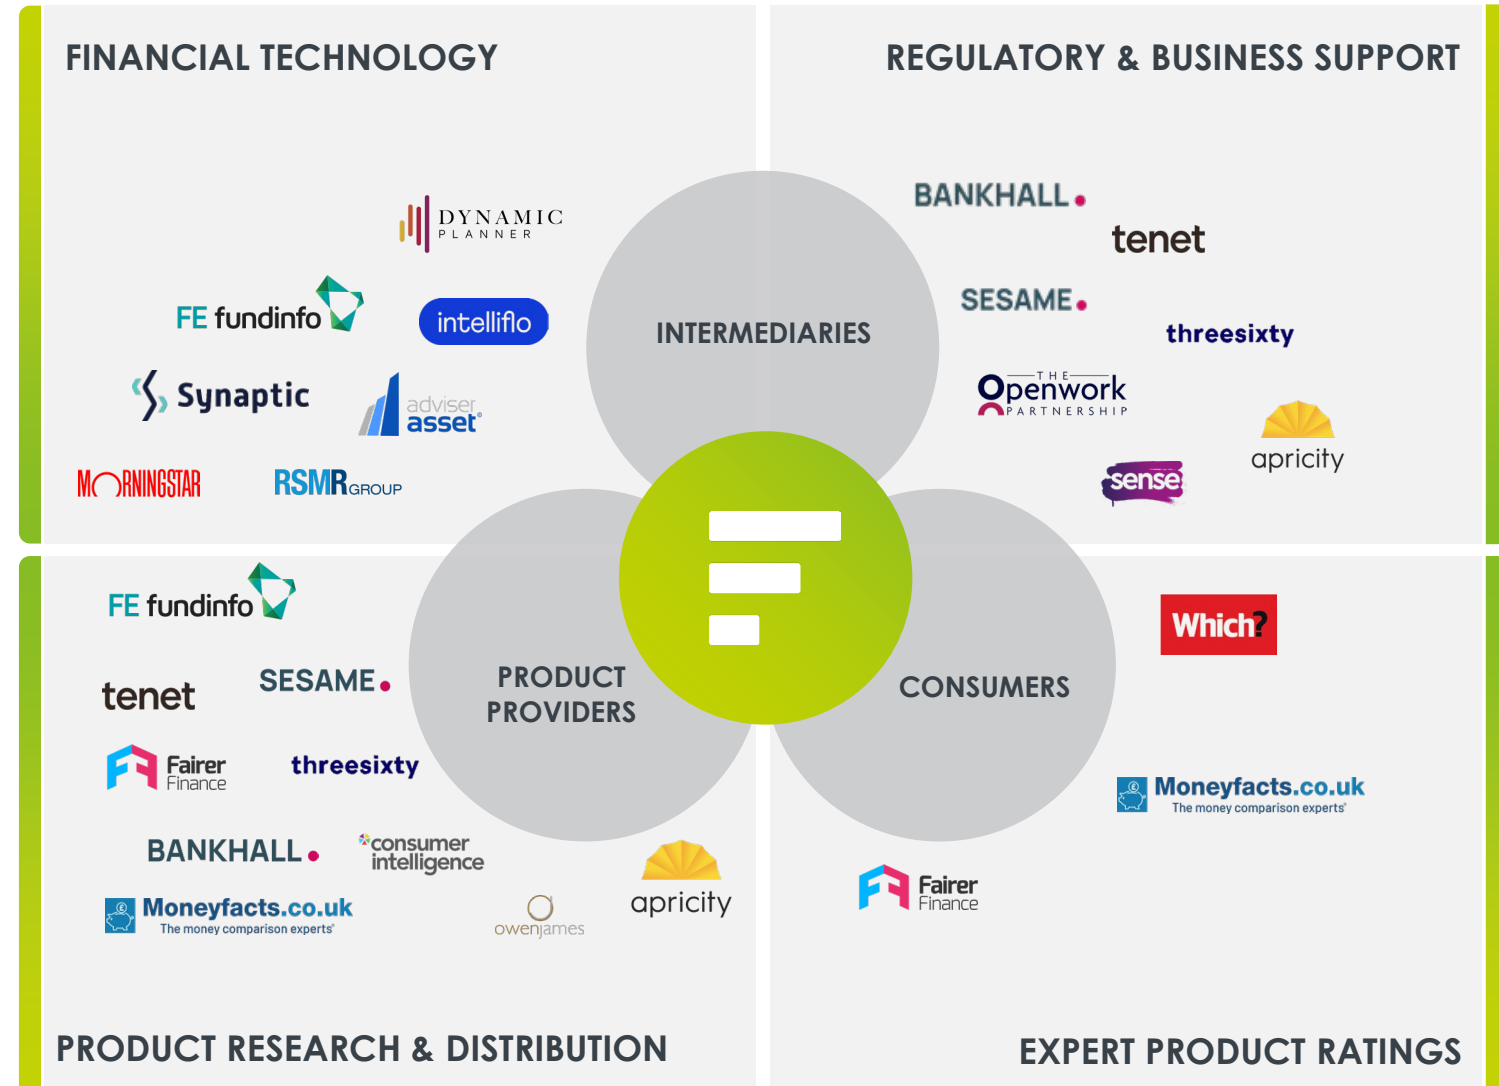 FINANCIAL TECHNOLOGY
DYNAMIC
PLANNER
FE fundinfo
intelliflo
Synaptic
adviser
asset®
MORNINGSTAR
RSMR GROUP
REGULATORY & BUSINESS SUPPORT
BANKHALL.
tenet
SESAME.
threesixty
THE
Openwork
PARTNERSHIP
apricity
sense
INTERMEDIARIES
PRODUCT
PROVIDERS
CONSUMERS
FE fundinfo
tenet
SESAME.
Fairer
Finance
threesixty
BANKHALL.
consumer
intelligence
Moneyfacts.co.uk
The money comparison experts®
owenjames
apricity
PRODUCT RESEARCH & DISTRIBUTION
Which?
Moneyfacts.co.uk
The money comparison experts®
Fairer
Finance
EXPERT PRODUCT RATINGS